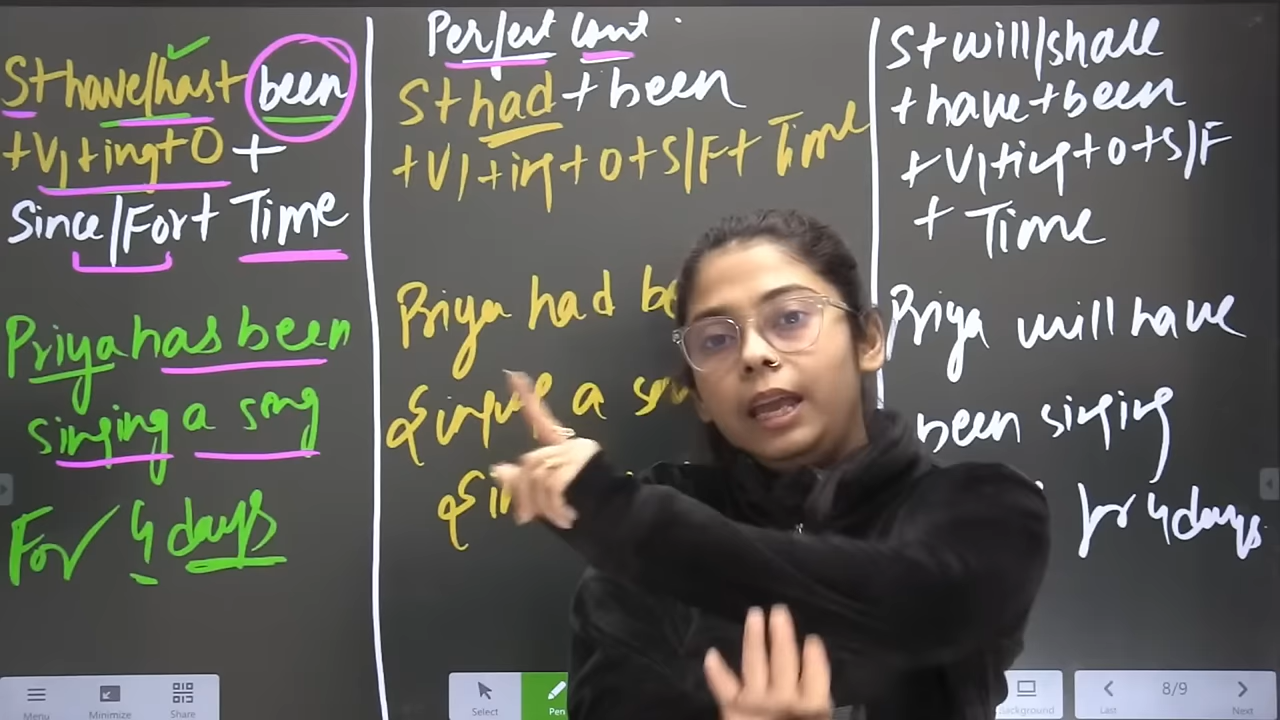 Perfect Cont.
S+have/has+ been
+V1+ing+O +
Since/For+ Time
Priya has been
singing a song
For 4 days
S+had+been
+V1+ing+O+S/F+ Time
Priya had
a
S+will/shall
+have+been
+V1+ing+O+S/F
+ Time
Priya will have
been singing
for 4 days
Menu
Minimize
Share
Select
Pen
Background
Last
8/9
Next